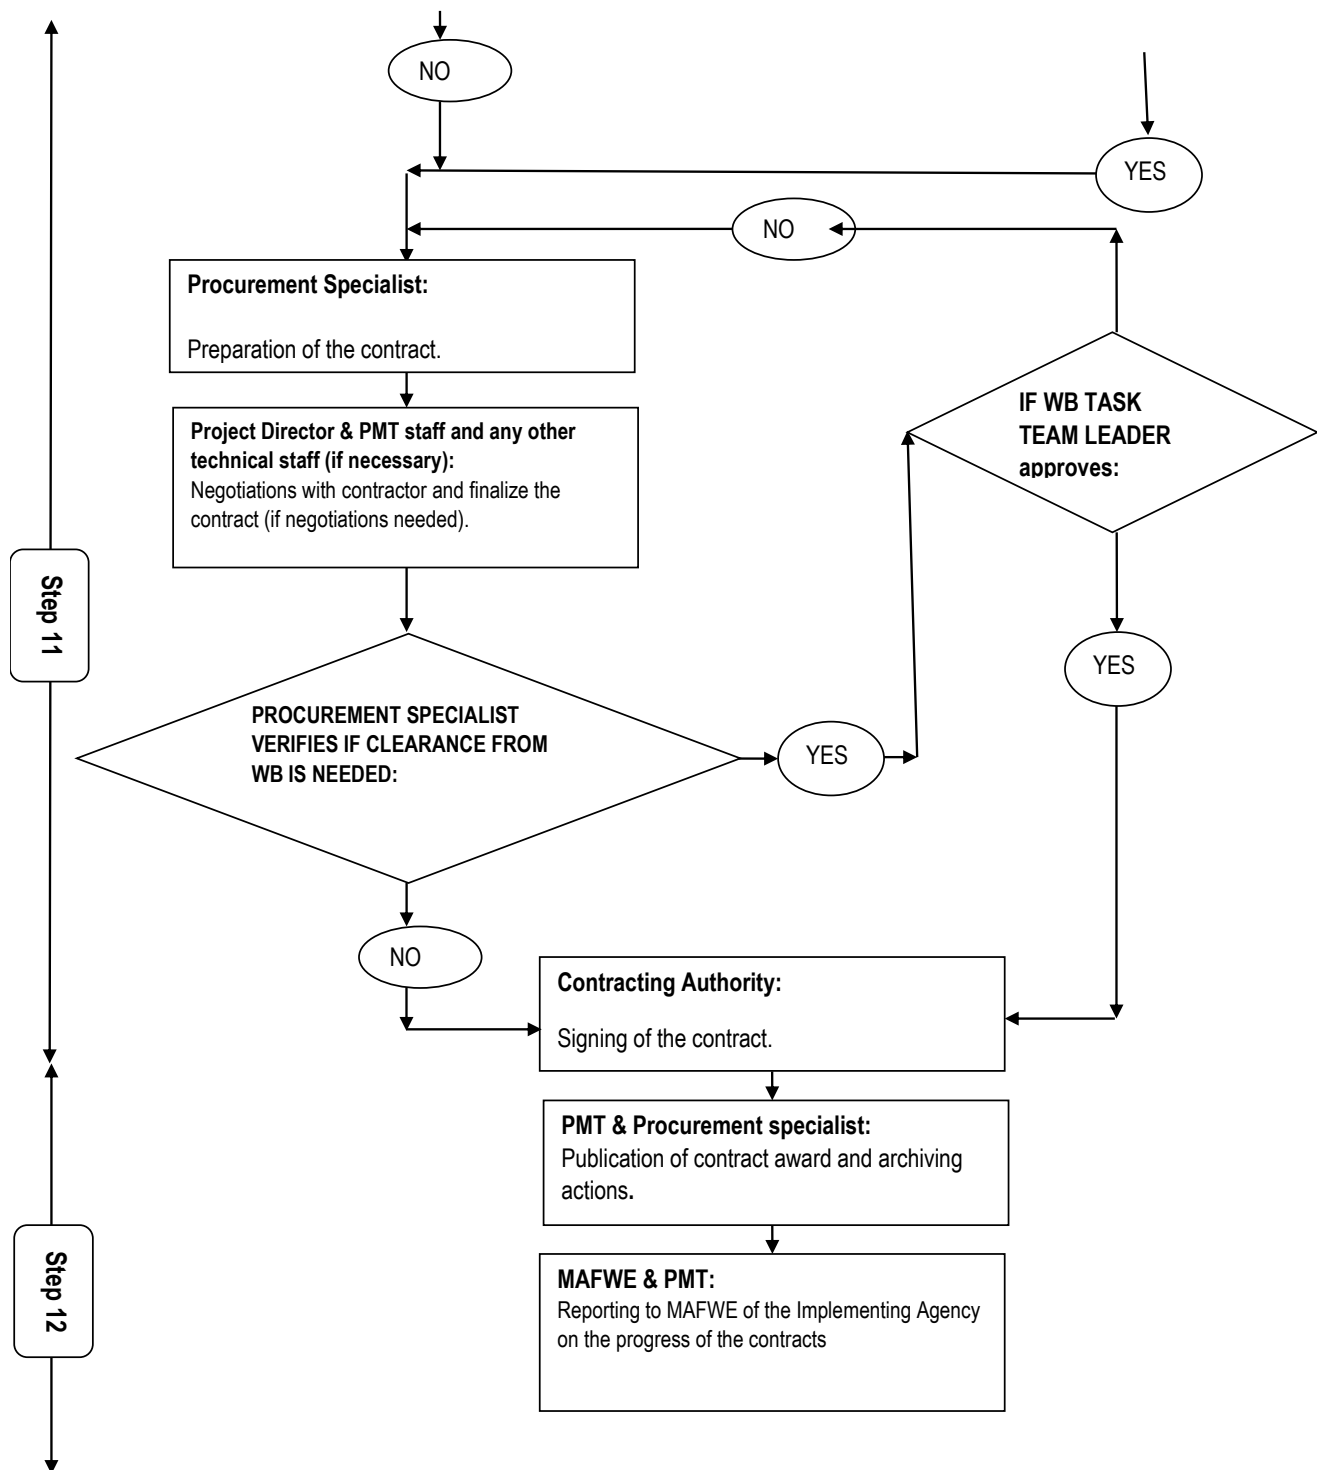 NO
YES
NO
Procurement Specialist:
Preparation of the contract.
IF WB TASK
TEAM LEADER
approves:
Project Director & PMT staff and any other
technical staff (if necessary):
Negotiations with contractor and finalize the
contract (if negotiations needed).
Step 11
YES
PROCUREMENT SPECIALIST
VERIFIES IF CLEARANCE FROM
WB IS NEEDED:
YES
NO
Contracting Authority:
Signing of the contract.
PMT & Procurement specialist:
Publication of contract award and archiving
actions.
Step 12
MAFWE & PMT:
Reporting to MAFWE of the Implementing Agency
on the progress of the contracts